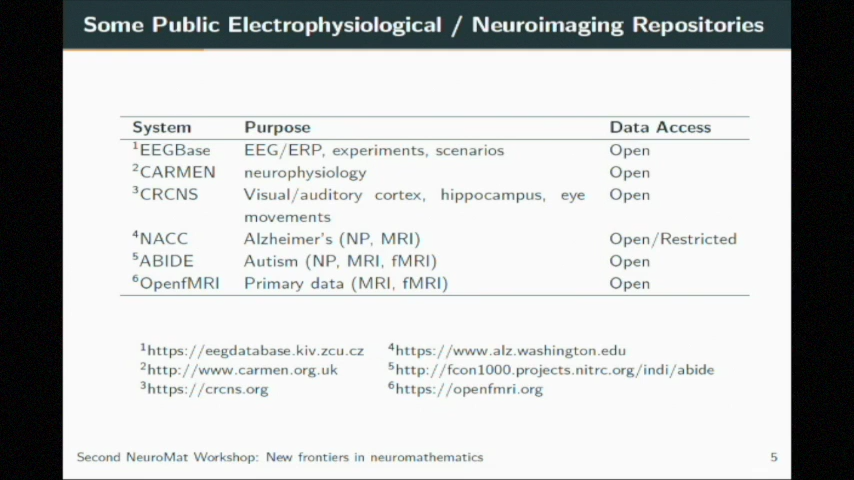 Some Public Electrophysiological / Neuroimaging Repositories
System Purpose Data Access
¹EEGBase EEG/ERP, experiments, scenarios Open
²CARMEN neurophysiology Open
³CRCNS Visual/auditory cortex, hippocampus, eye Open
movements
⁴NACC Alzheimer's (NP, MRI) Open/Restricted
⁵ABIDE Autism (NP, MRI, fMRI) Open
⁶OpenfMRI Primary data (MRI, fMRI) Open
¹https://eegdatabase.kiv.zcu.cz ⁴https://www.alz.washington.edu
²http://www.carmen.org.uk ⁵http://fcon1000.projects.nitrc.org/indi/abide
³https://crcns.org ⁶https://openfmri.org
Second NeuroMat Workshop: New frontiers in neuromathematics 5